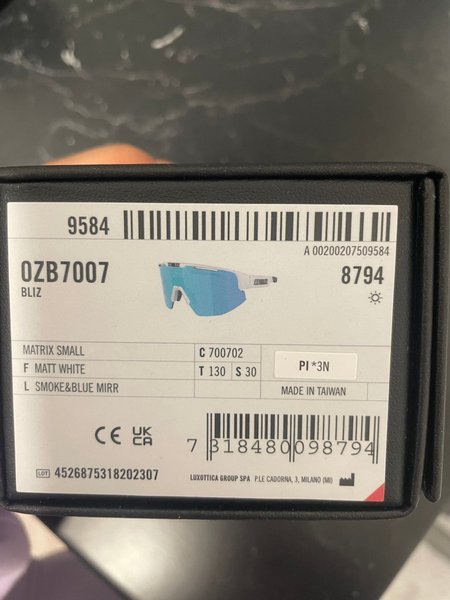 9584
A 00200207509584
0ZB7007
8794
BLIZ
MATRIX SMALL
C 700702
F MATT WHITE
T 130 S 30
PI *3N
L SMOKE&BLUE MIRR
MADE IN TAIWAN
CE UK CA
7 318480 098794
LOT 4526875318202307
LUXOTTICA GROUP SPA P.LE CADORNA, 3, MILANO (MI)